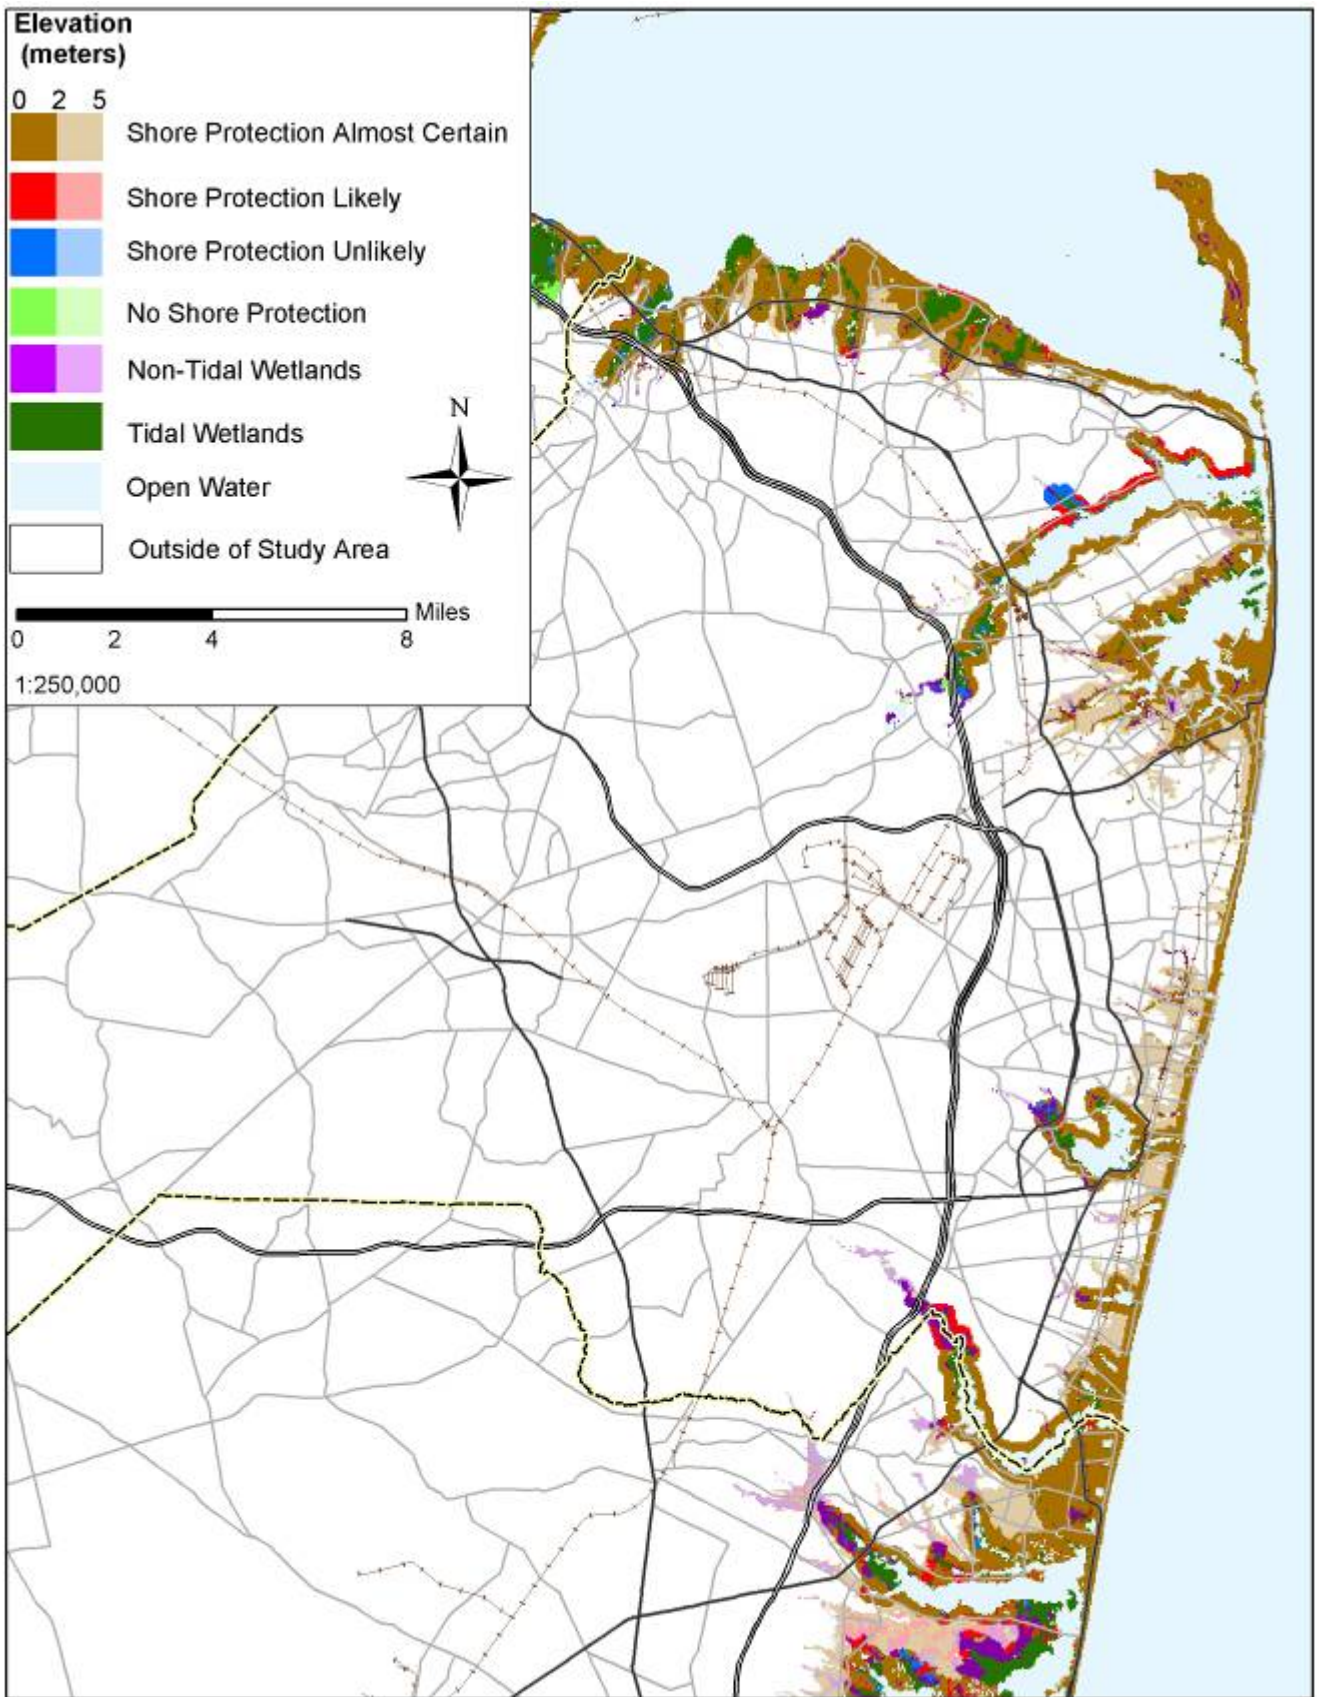 Elevation
(meters)
0 2 5
Shore Protection Almost Certain
Shore Protection Likely
Shore Protection Unlikely
No Shore Protection
Non-Tidal Wetlands
N
Tidal Wetlands
Open Water
Outside of Study Area
Miles
0 2 4 8
1:250,000